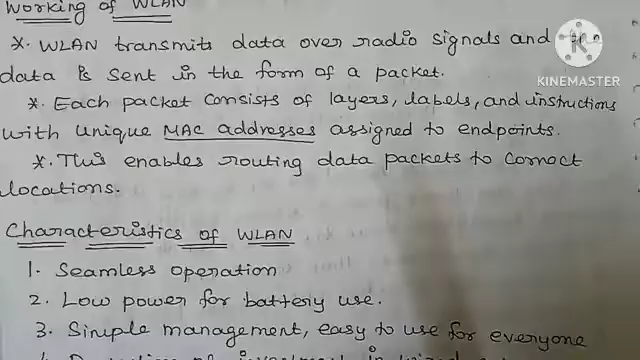 Working of WLAN
*. WLAN transmits data over radio signals and the
data is sent in the form of a packet.
*. Each packet consists of layers, labels, and instructions
with unique MAC addresses assigned to endpoints.
*. This enables routing data packets to correct
locations.
Characteristics of WLAN
1. Seamless operation
2. Low power for battery use.
3. Simple management, easy to use for everyone
4.
KINEMASTER